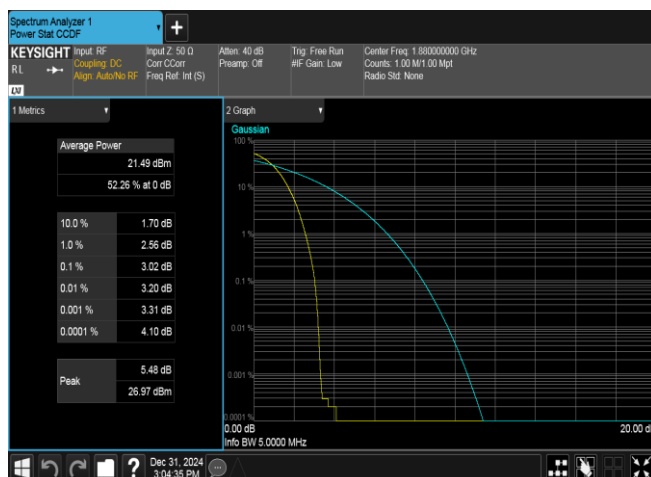 Spectrum Analyzer 1
Power Stat CCDF
+
KEYSIGHT
RL
LXI
Input: RF
Coupling: DC
Align: Auto/No RF
Input Z: 50 Ω
Corr CCorr
Freq Ref: Int (S)
Atten: 40 dB
Preamp: Off
Trig: Free Run
#IF Gain: Low
Center Freq: 1.880000000 GHz
Counts: 1.00 M/1.00 Mpt
Radio Std: None
1 Metrics
Average Power
21.49 dBm
52.26 % at 0 dB
10.0 % 1.70 dB
1.0 % 2.56 dB
0.1 % 3.02 dB
0.01 % 3.20 dB
0.001 % 3.31 dB
0.0001 % 4.10 dB
Peak
5.48 dB
26.97 dBm
2 Graph
Gaussian
100 %
10 %
1 %
0.1 %
0.01 %
0.001 %
0.0001 %
0.00 dB
20.00 d
Info BW 5.0000 MHz
?
Dec 31, 2024
3:04:35 PM